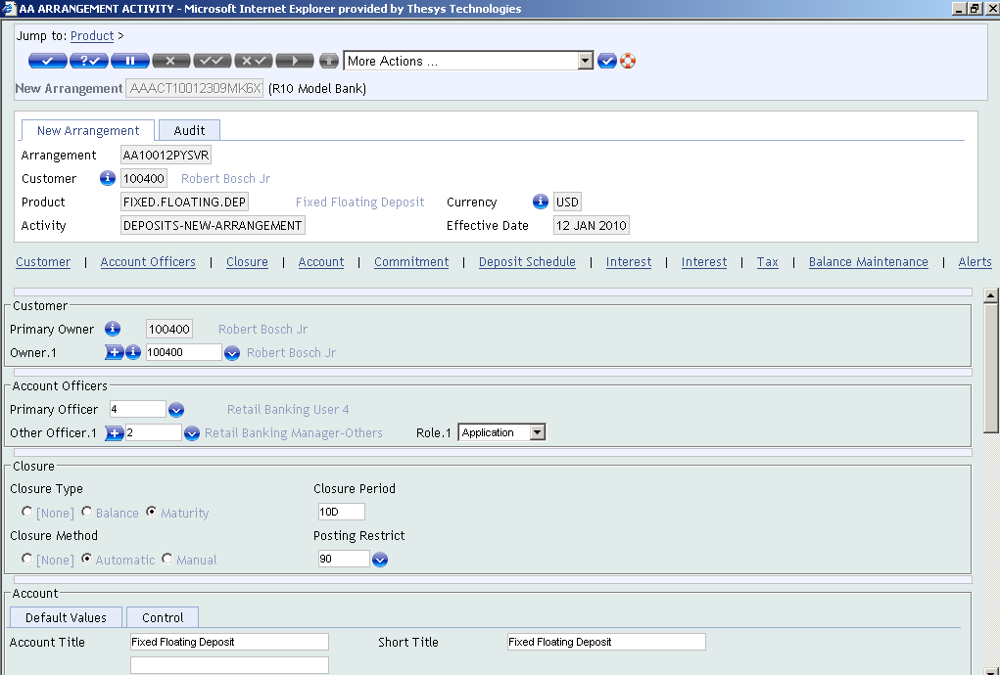 AA ARRANGEMENT ACTIVITY - Microsoft Internet Explorer provided by Thesys Technologies
Jump to: Product >
More Actions ...
New Arrangement AAACT10012309MK6X (R10 Model Bank)
New Arrangement Audit
Arrangement AA10012PYSVR
Customer 100400 Robert Bosch Jr
Product FIXED.FLOATING.DEP Fixed Floating Deposit Currency USD
Activity DEPOSITS-NEW-ARRANGEMENT Effective Date 12 JAN 2010
Customer | Account Officers | Closure | Account | Commitment | Deposit Schedule | Interest | Interest | Tax | Balance Maintenance | Alerts
Customer
Primary Owner 100400 Robert Bosch Jr
Owner.1 100400 Robert Bosch Jr
Account Officers
Primary Officer 4 Retail Banking User 4
Other Officer.1 2 Retail Banking Manager-Others Role.1 Application
Closure
Closure Type Closure Period
[None] Balance Maturity 10D
Closure Method Posting Restrict
[None] Automatic Manual 90
Account
Default Values Control
Account Title Fixed Floating Deposit Short Title Fixed Floating Deposit